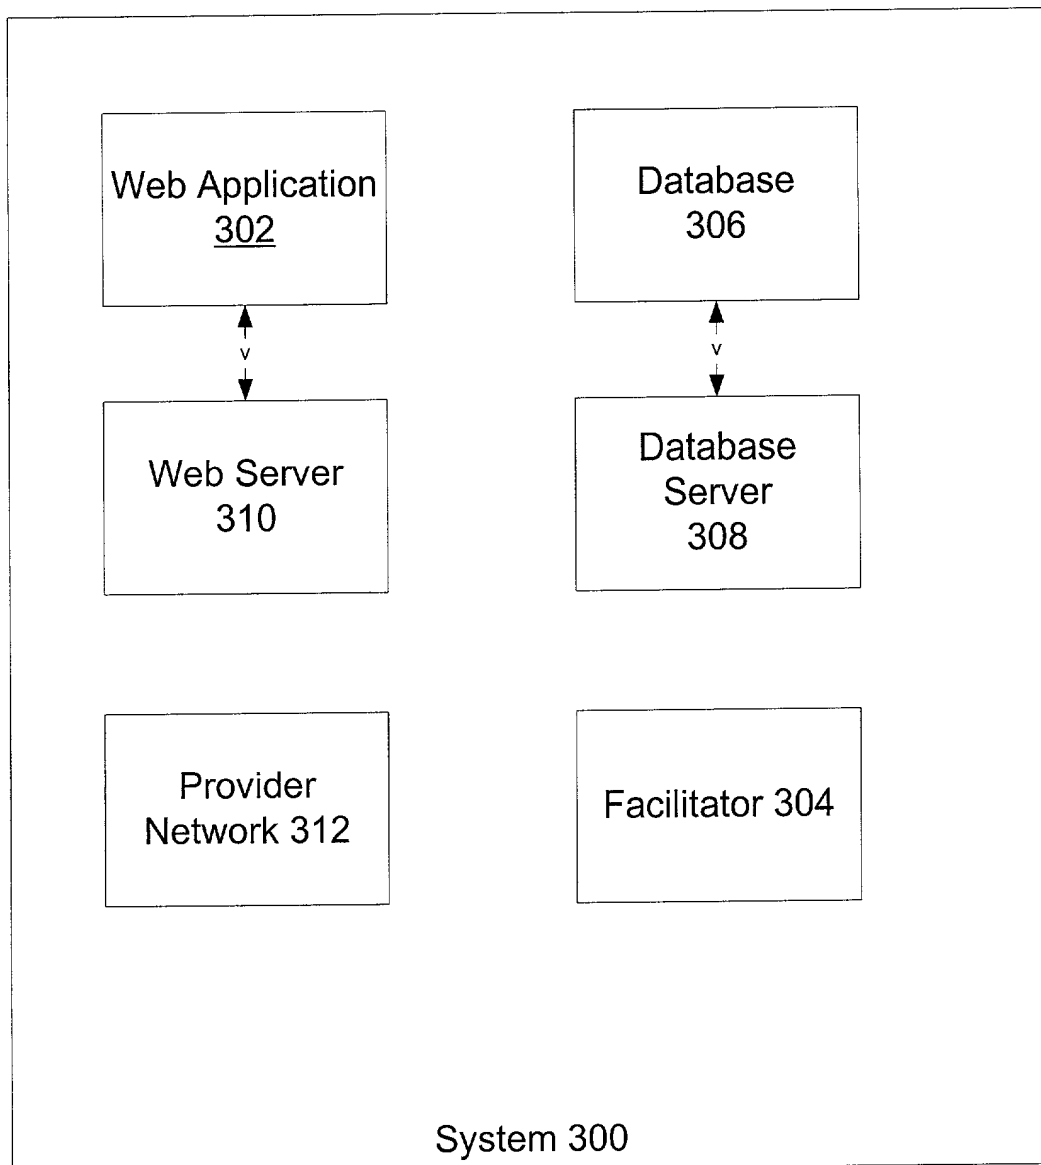 Web Application
302
Database
306
v
v
Web Server
310
Database
Server
308
Provider
Network 312
Facilitator 304
System 300